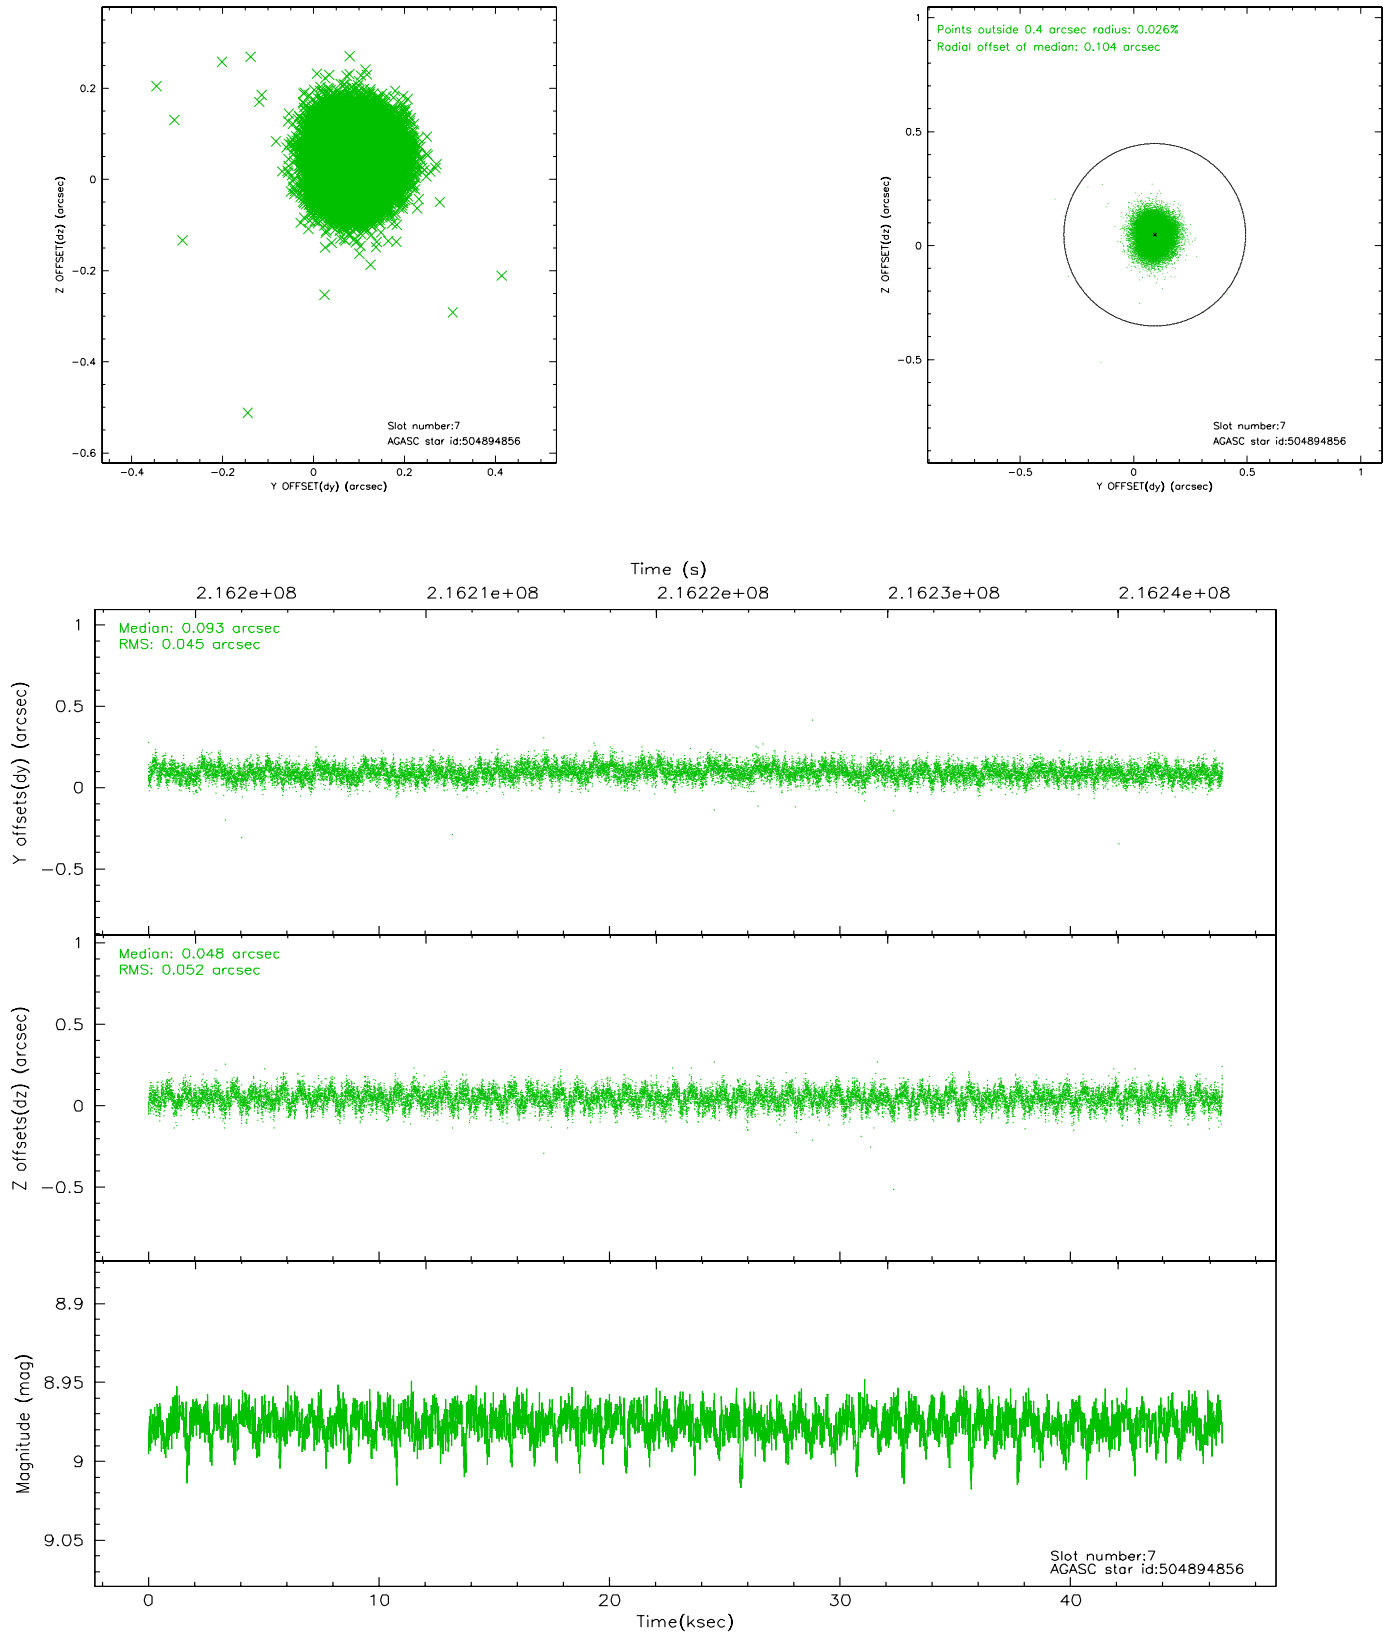 0.2
0
−0.2
−0.4
−0.6
Z OFFSET(dz) (arcsec)
Slot number:7
AGASC star id:504894856
−0.4
−0.2
0
0.2
0.4
Y OFFSET(dy) (arcsec)
Points outside 0.4 arcsec radius: 0.026%
Radial offset of median: 0.104 arcsec
1
0.5
0
−0.5
Z OFFSET(dz) (arcsec)
Slot number:7
AGASC star id:504894856
−0.5
0
0.5
1
Y OFFSET(dy) (arcsec)
Time (s)
2.162e+08
2.1621e+08
2.1622e+08
2.1623e+08
2.1624e+08
Median: 0.093 arcsec
RMS: 0.045 arcsec
1
0.5
0
−0.5
Y offsets(dy) (arcsec)
Median: 0.048 arcsec
RMS: 0.052 arcsec
1
0.5
0
−0.5
Z offsets(dz) (arcsec)
8.9
8.95
9
9.05
Magnitude (mag)
Slot number:7
AGASC star id:504894856
0
10
20
30
40
Time(ksec)